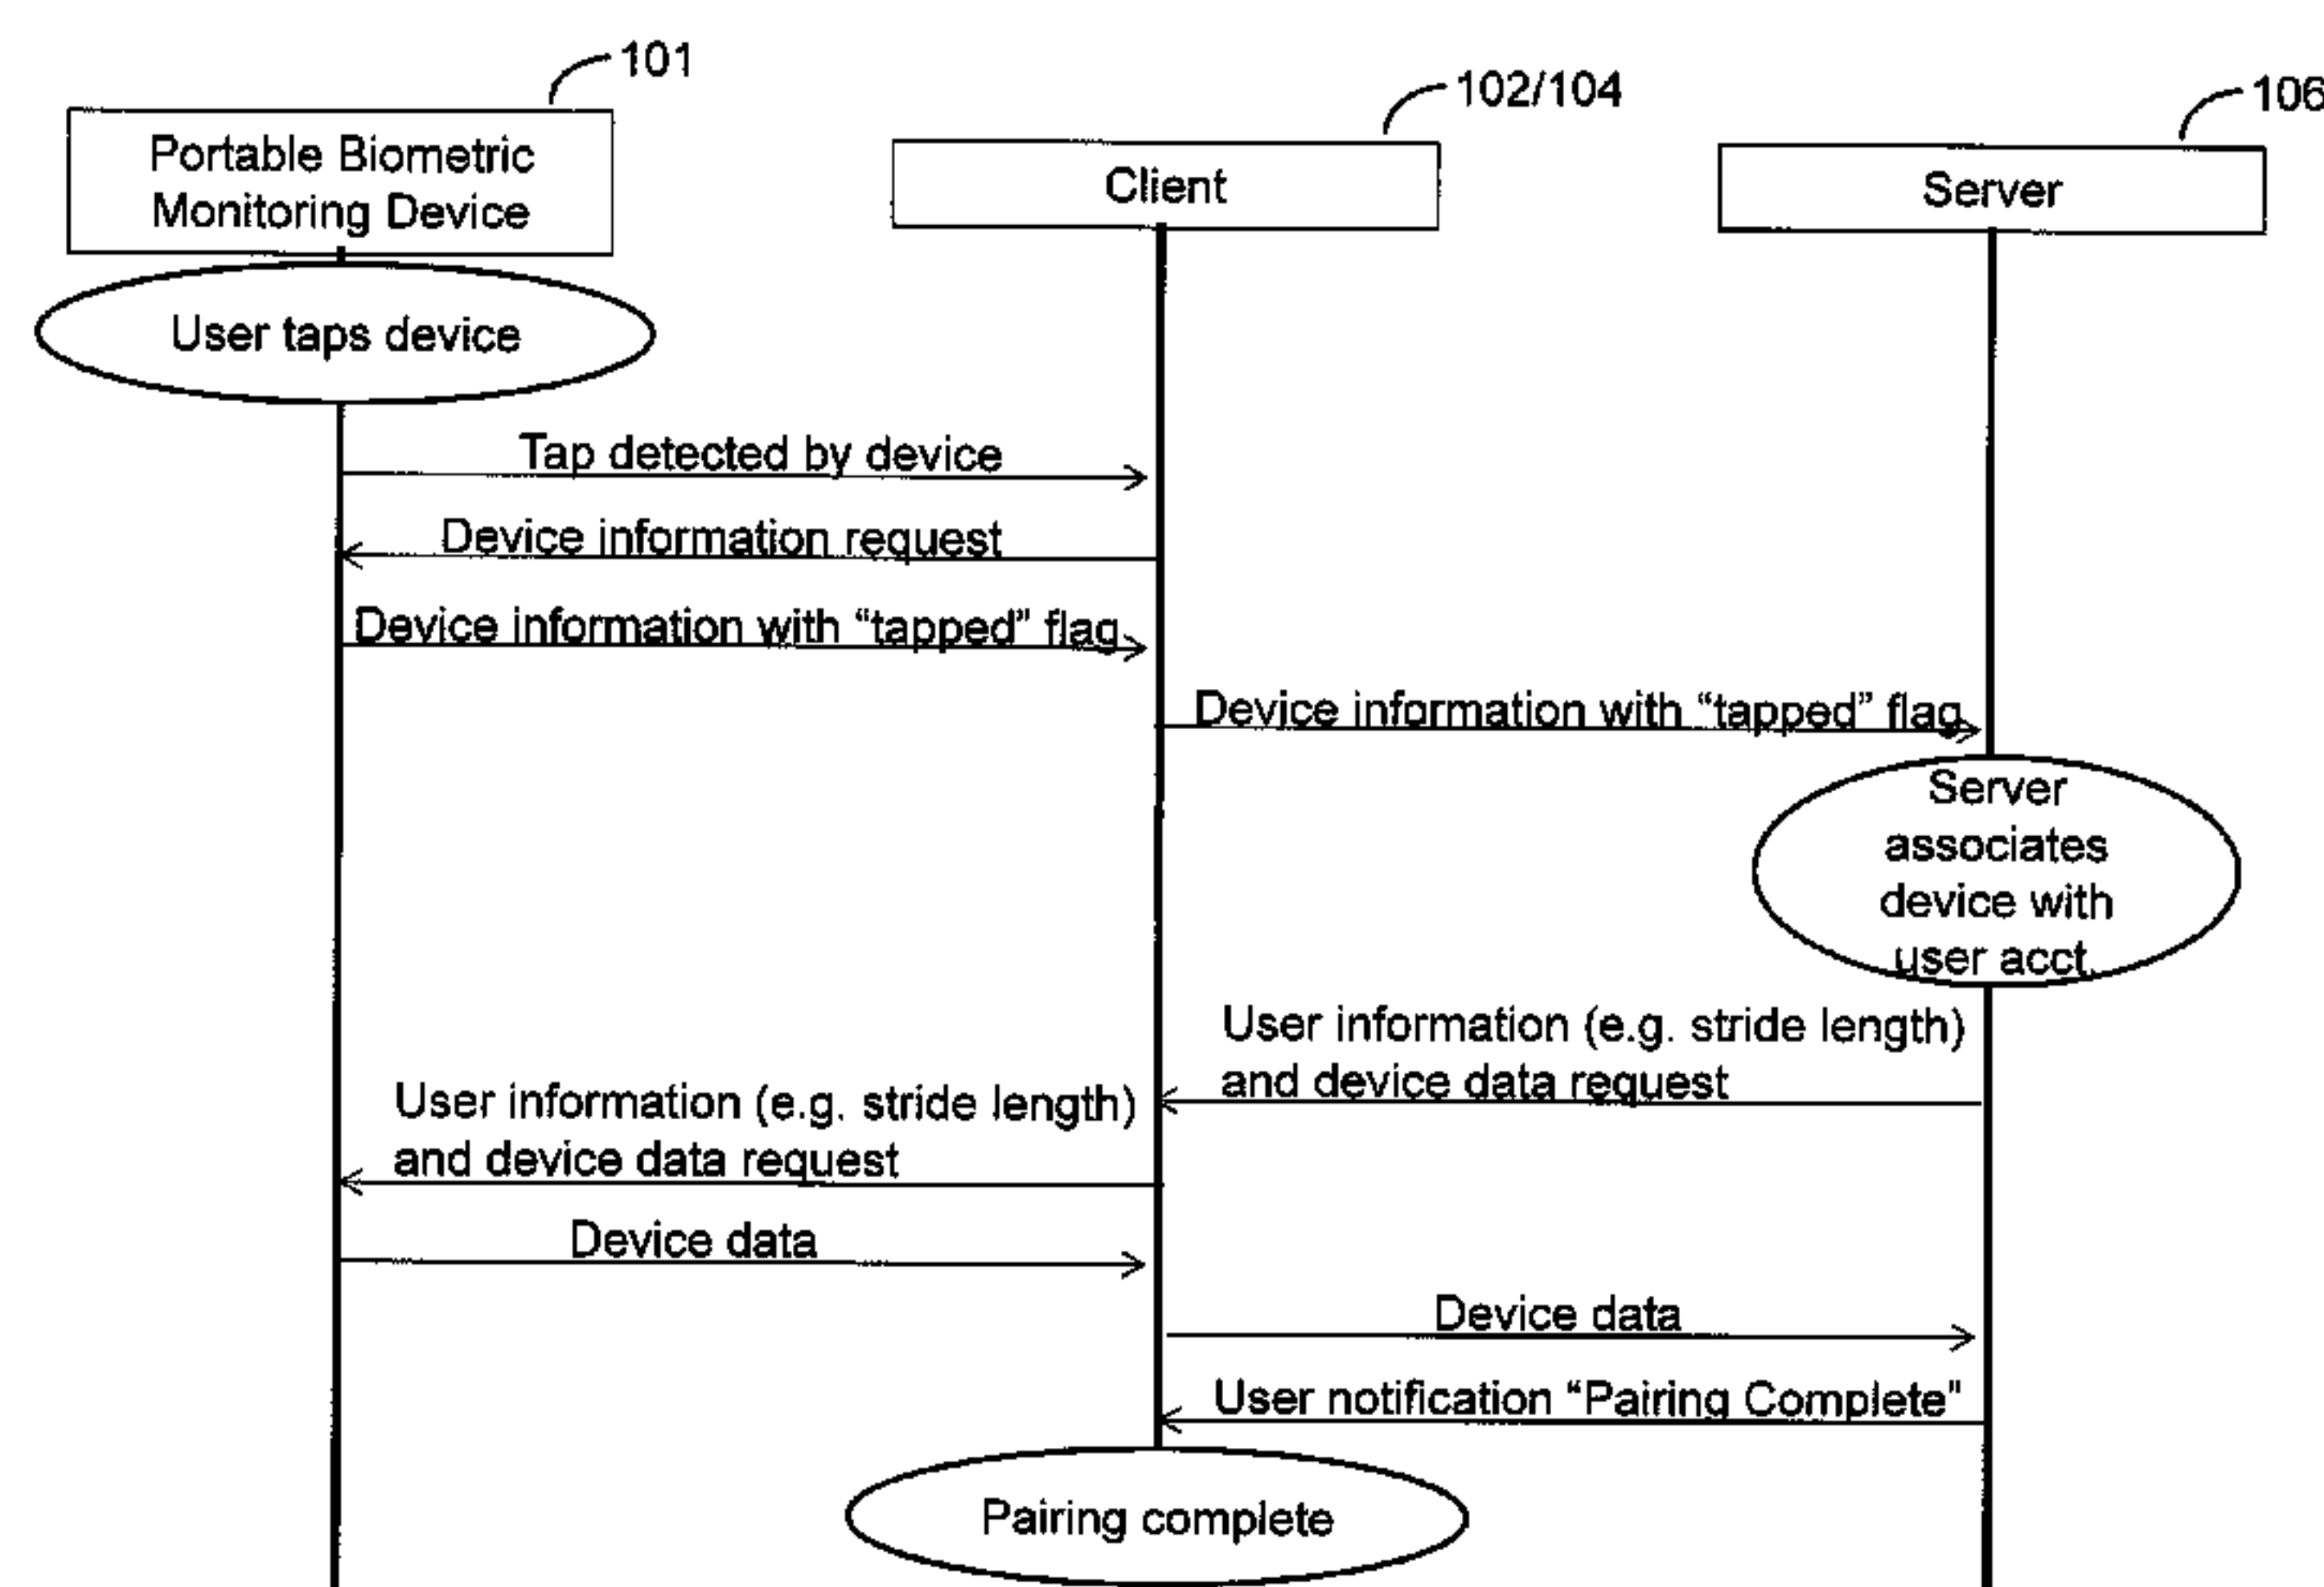 101
102/104
106
Portable Biometric
Monitoring Device
Client
Server
User taps device
Tap detected by device
Device information request
Device information with “tapped” flag
Device information with “tapped” flag
Server
associates
device with
user acct.
User information (e.g. stride length)
and device data request
User information (e.g. stride length)
and device data request
Device data
Device data
User notification “Pairing Complete”
Pairing complete